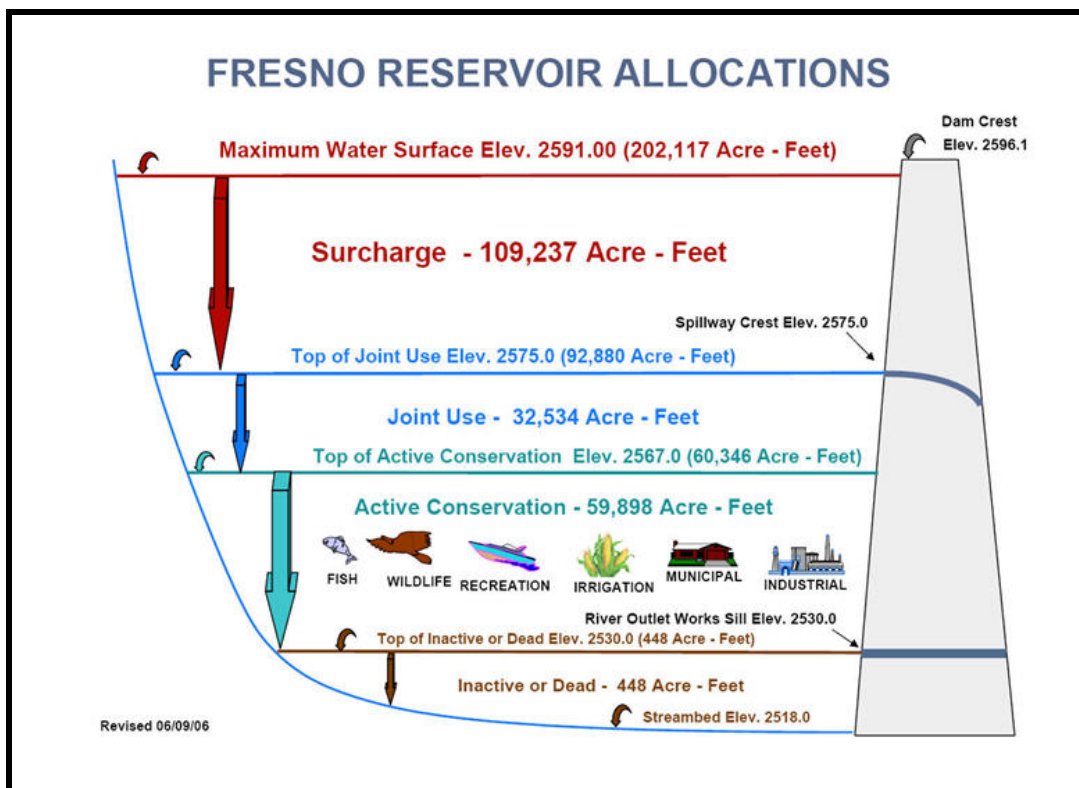 FRESNO RESERVOIR ALLOCATIONS
Dam Crest
Elev. 2596.1
Maximum Water Surface Elev. 2591.00 (202,117 Acre - Feet)
Surcharge - 109,237 Acre - Feet
Spillway Crest Elev. 2575.0
Top of Joint Use Elev. 2575.0 (92,880 Acre - Feet)
Joint Use - 32,534 Acre - Feet
Top of Active Conservation Elev. 2567.0 (60,346 Acre - Feet)
Active Conservation - 59,898 Acre - Feet
FISH WILDLIFE RECREATION IRRIGATION MUNICIPAL INDUSTRIAL
River Outlet Works Sill Elev. 2530.0
Top of Inactive or Dead Elev. 2530.0 (448 Acre - Feet)
Inactive or Dead - 448 Acre - Feet
Streambed Elev. 2518.0
Revised 06/09/06